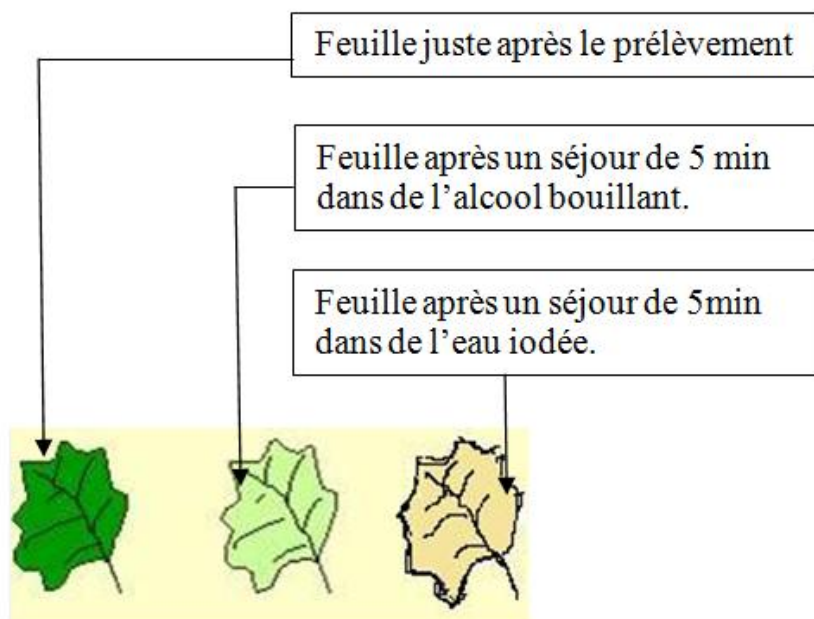 Feuille juste après le prélèvement
Feuille après un séjour de 5 min
dans de l’alcool bouillant.
Feuille après un séjour de 5min
dans de l’eau iodée.